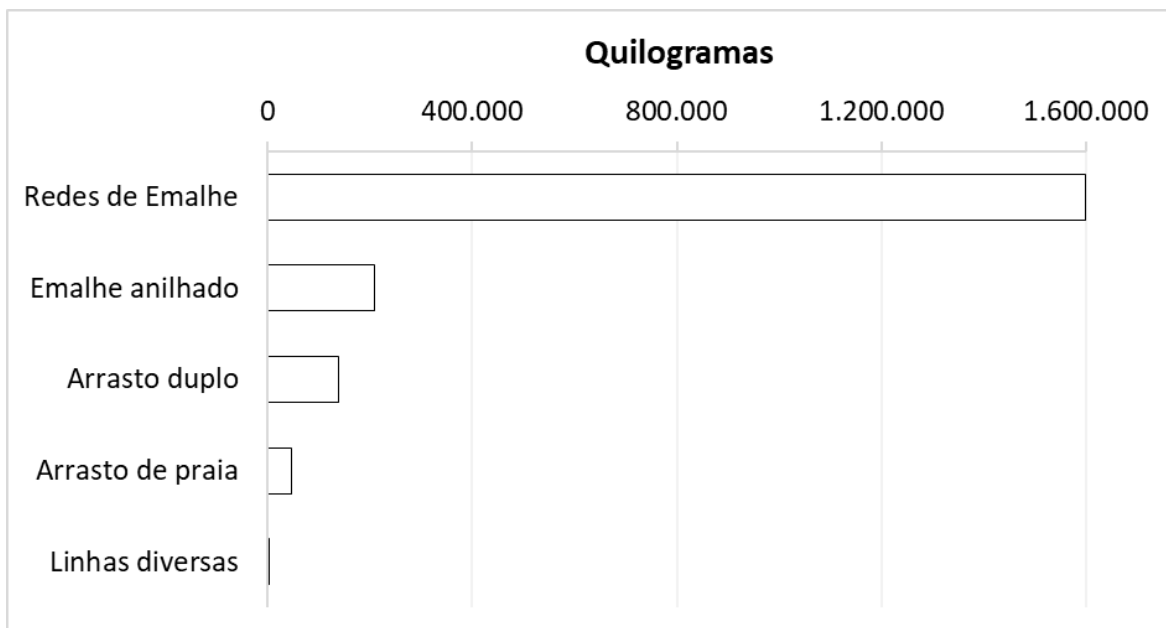 Quilogramas
0 400.000 800.000 1.200.000 1.600.000
Redes de Emalhe
Emalhe anilhado
Arrasto duplo
Arrasto de praia
Linhas diversas